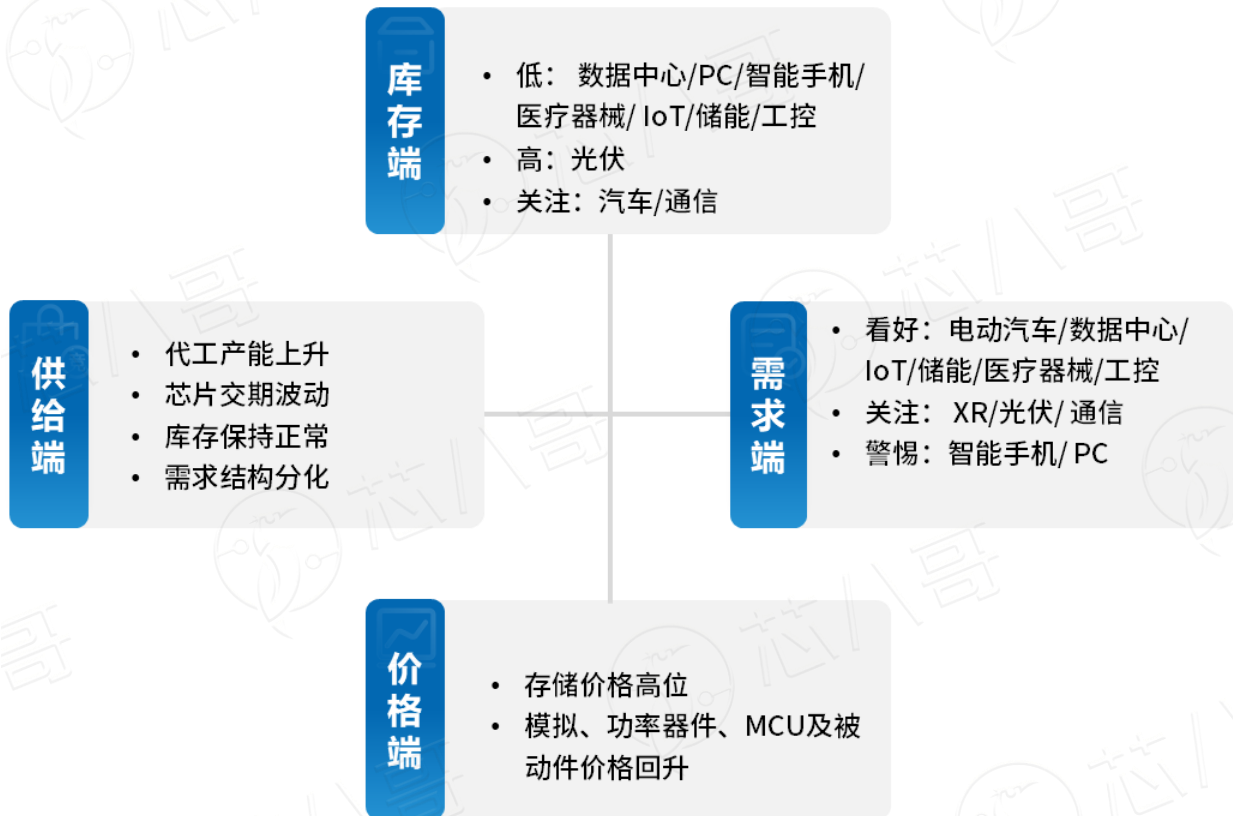 库存端
• 低： 数据中心/PC/智能手机/
医疗器械/ IoT/储能/工控
• 高：光伏
• 关注：汽车/通信
供给端
• 代工产能上升
• 芯片交期波动
• 库存保持正常
• 需求结构分化
需求端
• 看好：电动汽车/数据中心/
IoT/储能/医疗器械/工控
• 关注： XR/光伏/ 通信
• 警惕：智能手机/ PC
价格端
• 存储价格高位
• 模拟、功率器件、MCU及被
动件价格回升
芯八哥